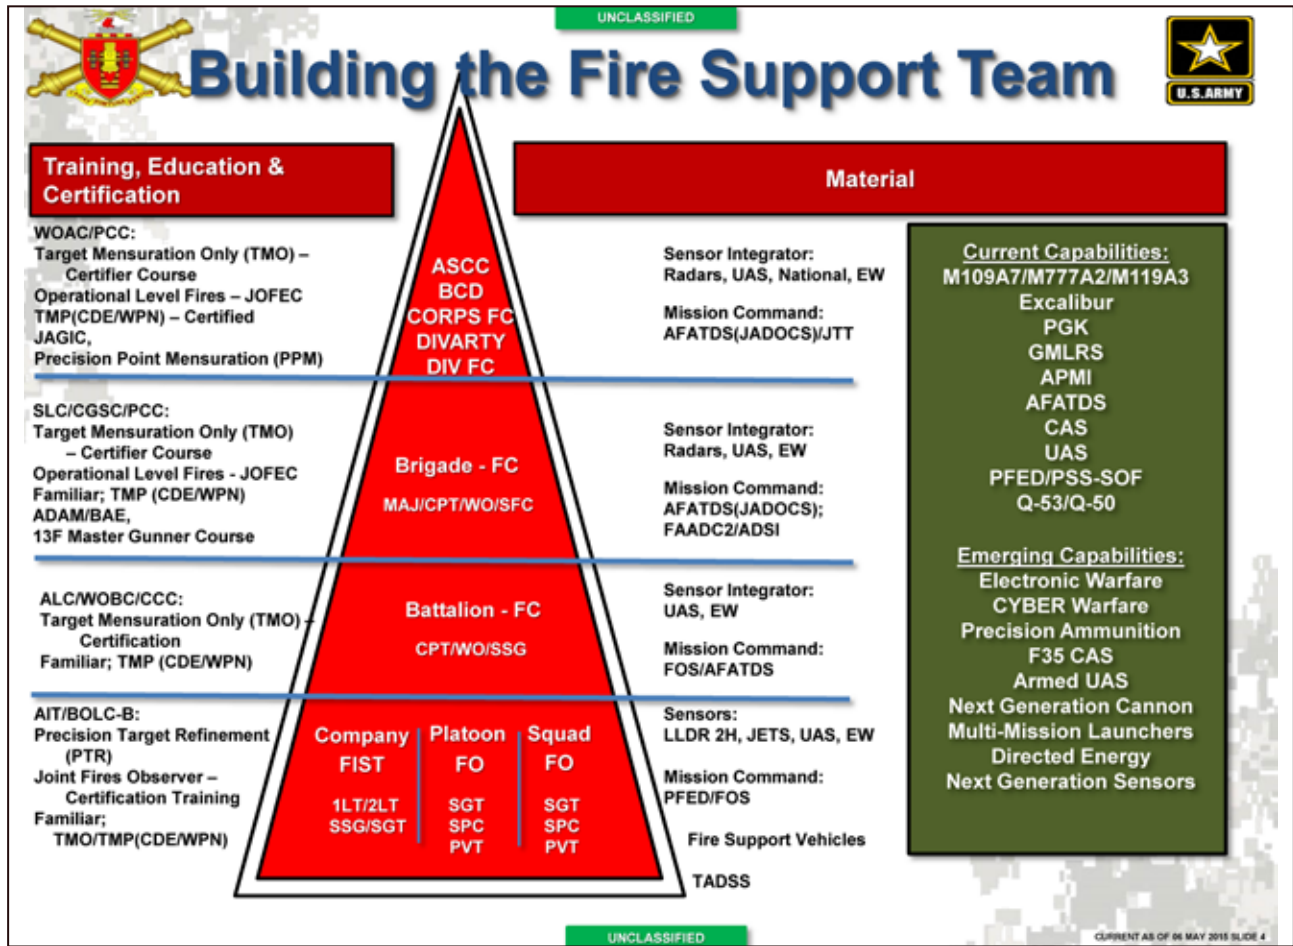 UNCLASSIFIED
Building the Fire Support Team
U.S.ARMY
Training, Education &
Certification
Material
WOAC/PCC:
Target Mensuration Only (TMO) –
Certifier Course
Operational Level Fires – JOFEC
TMP(CDE/WPN) – Certified
JAGIC,
Precision Point Mensuration (PPM)
ASCC
BCD
CORPS FC
DIVARTY
DIV FC
Sensor Integrator:
Radars, UAS, National, EW
Mission Command:
AFATDS(JADOCS)/JTT
SLC/CGSC/PCC:
Target Mensuration Only (TMO)
– Certifier Course
Operational Level Fires - JOFEC
Familiar; TMP (CDE/WPN)
ADAM/BAE,
13F Master Gunner Course
Brigade - FC
MAJ/CPT/WO/SFC
Sensor Integrator:
Radars, UAS, EW
Mission Command:
AFATDS(JADOCS);
FAADC2/ADSI
ALC/WOBC/CCC:
Target Mensuration Only (TMO) –
Certification
Familiar; TMP (CDE/WPN)
Battalion - FC
CPT/WO/SSG
Sensor Integrator:
UAS, EW
Mission Command:
FOS/AFATDS
AIT/BOLC-B:
Precision Target Refinement
(PTR)
Joint Fires Observer –
Certification Training
Familiar;
TMO/TMP(CDE/WPN)
Company
FIST
1LT/2LT
SSG/SGT
Platoon
FO
SGT
SPC
PVT
Squad
FO
SGT
SPC
PVT
Sensors:
LLDR 2H, JETS, UAS, EW
Mission Command:
PFED/FOS
Fire Support Vehicles
TADSS
Current Capabilities:
M109A7/M777A2/M119A3
Excalibur
PGK
GMLRS
APMI
AFATDS
CAS
UAS
PFED/PSS-SOF
Q-53/Q-50
Emerging Capabilities:
Electronic Warfare
CYBER Warfare
Precision Ammunition
F35 CAS
Armed UAS
Next Generation Cannon
Multi-Mission Launchers
Directed Energy
Next Generation Sensors
UNCLASSIFIED
CURRENT AS OF 06 MAY 2015 SLIDE 4